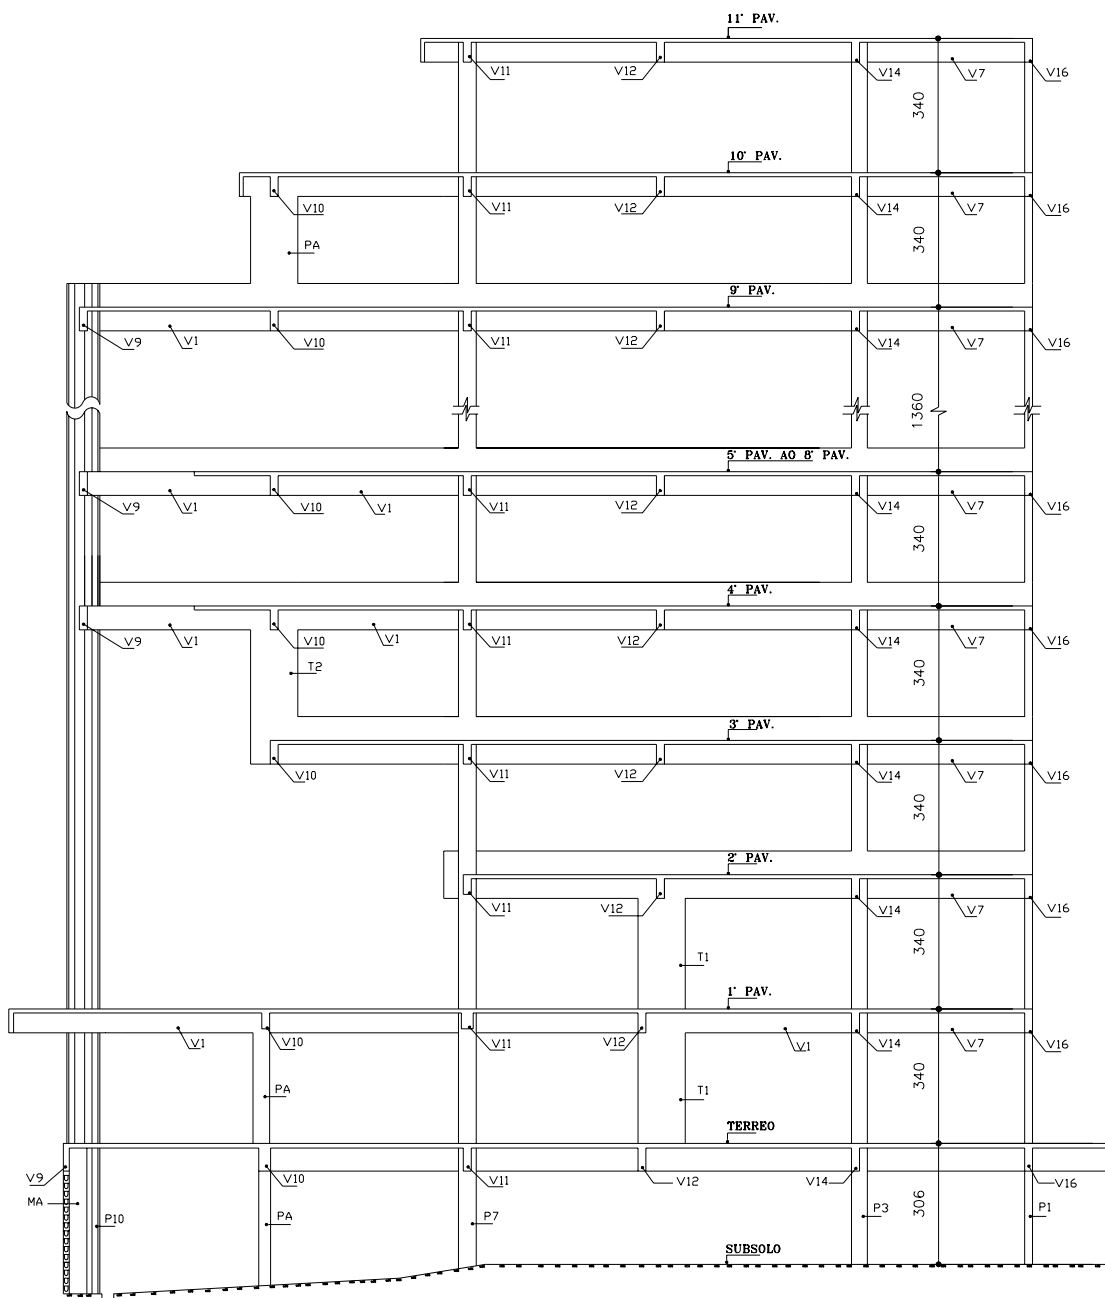 11° PAV.
V11
V12
V14
V7
V16
340
10° PAV.
V10
V11
V12
V14
V7
V16
340
PA
9° PAV.
V9
V1
V10
V11
V12
V14
V7
V16
1360
5° PAV. AO 8° PAV.
V9
V1
V10
V1
V11
V12
V14
V7
V16
340
4° PAV.
V9
V1
V10
V1
V11
V12
V14
V7
V16
T2
340
3° PAV.
V10
V11
V12
V14
V7
V16
340
2° PAV.
V11
V12
V14
V7
V16
340
T1
1° PAV.
V1
V10
V11
V12
V1
V14
V7
V16
340
PA
T1
TERREO
V9
V10
V11
V12
V14
V16
MA
P10
PA
P7
P3
306
P1
SUBSOLO